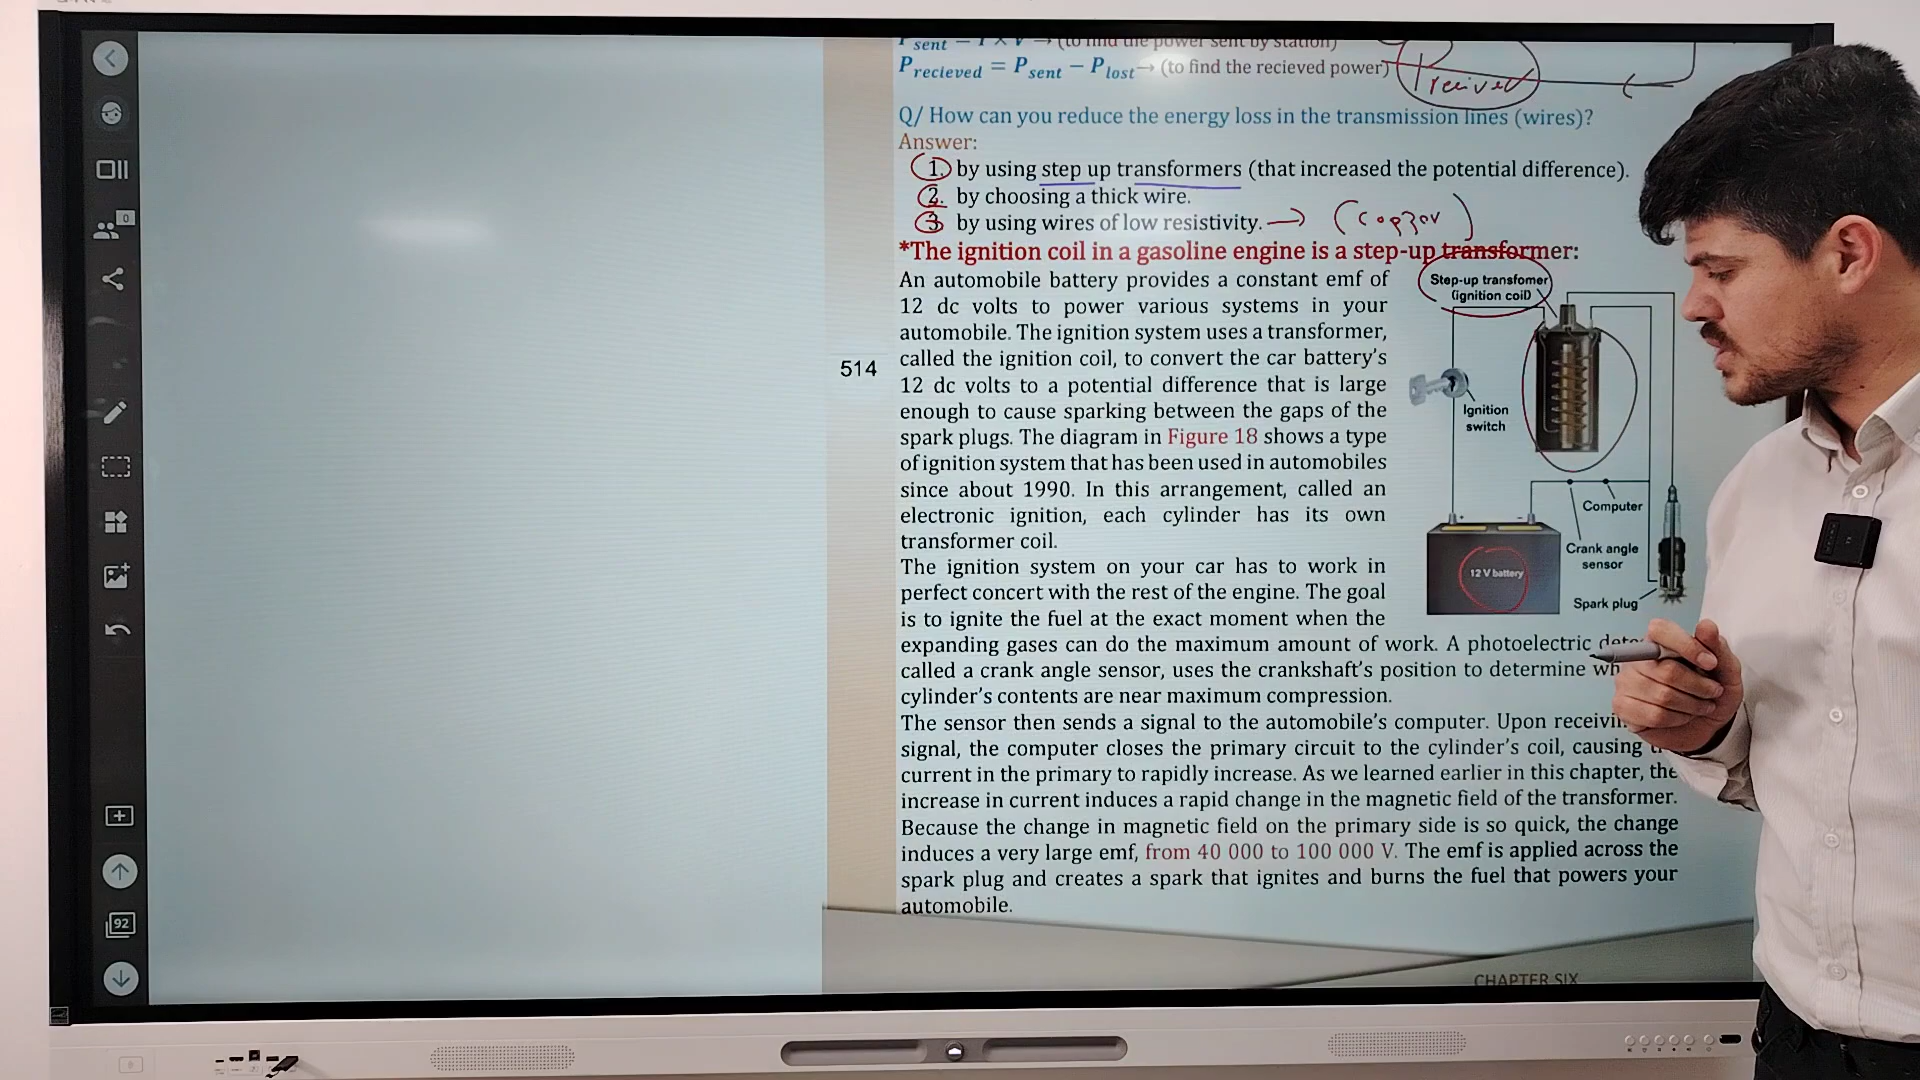 P sent = I × V → (to find the power sent by station)
P recieved = P sent − P lost → (to find the recieved power)
Received
Q/ How can you reduce the energy loss in the transmission lines (wires)?
Answer:
1. by using step up transformers (that increased the potential difference).
2. by choosing a thick wire.
3 by using wires of low resistivity. →
*The ignition coil in a gasoline engine is a step-up transformer:
An automobile battery provides a constant emf of
12 dc volts to power various systems in your
automobile. The ignition system uses a transformer,
called the ignition coil, to convert the car battery's
12 dc volts to a potential difference that is large
enough to cause sparking between the gaps of the
spark plugs. The diagram in Figure 18 shows a type
of ignition system that has been used in automobiles
since about 1990. In this arrangement, called an
electronic ignition, each cylinder has its own
transformer coil.
The ignition system on your car has to work in
perfect concert with the rest of the engine. The goal
is to ignite the fuel at the exact moment when the
expanding gases can do the maximum amount of work. A photoelectric
called a crank angle sensor, uses the crankshaft's position to determine
cylinder's contents are near maximum compression.
The sensor then sends a signal to the automobile's computer. Upon
signal, the computer closes the primary circuit to the cylinder's coil, causing
current in the primary to rapidly increase. As we learned earlier in this chapter, the
increase in current induces a rapid change in the magnetic field of the transformer.
Because the change in magnetic field on the primary side is so quick, the change
induces a very large emf, from 40 000 to 100 000 V. The emf is applied across the
spark plug and creates a spark that ignites and burns the fuel that powers your
automobile.
Step-up transfomer
(ignition coil)
Ignition
switch
Computer
Crank angle
sensor
12 V battery
Spark plug
514
CHAPTER SIX
0
92